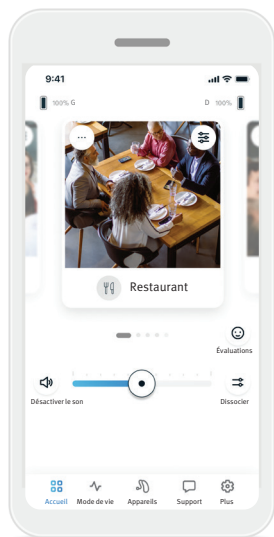 9:41
100% G
D 100%
Restaurant
Évaluations
Désactiver le son
Dissocier
Accueil Mode de vie Appareils Support Plus